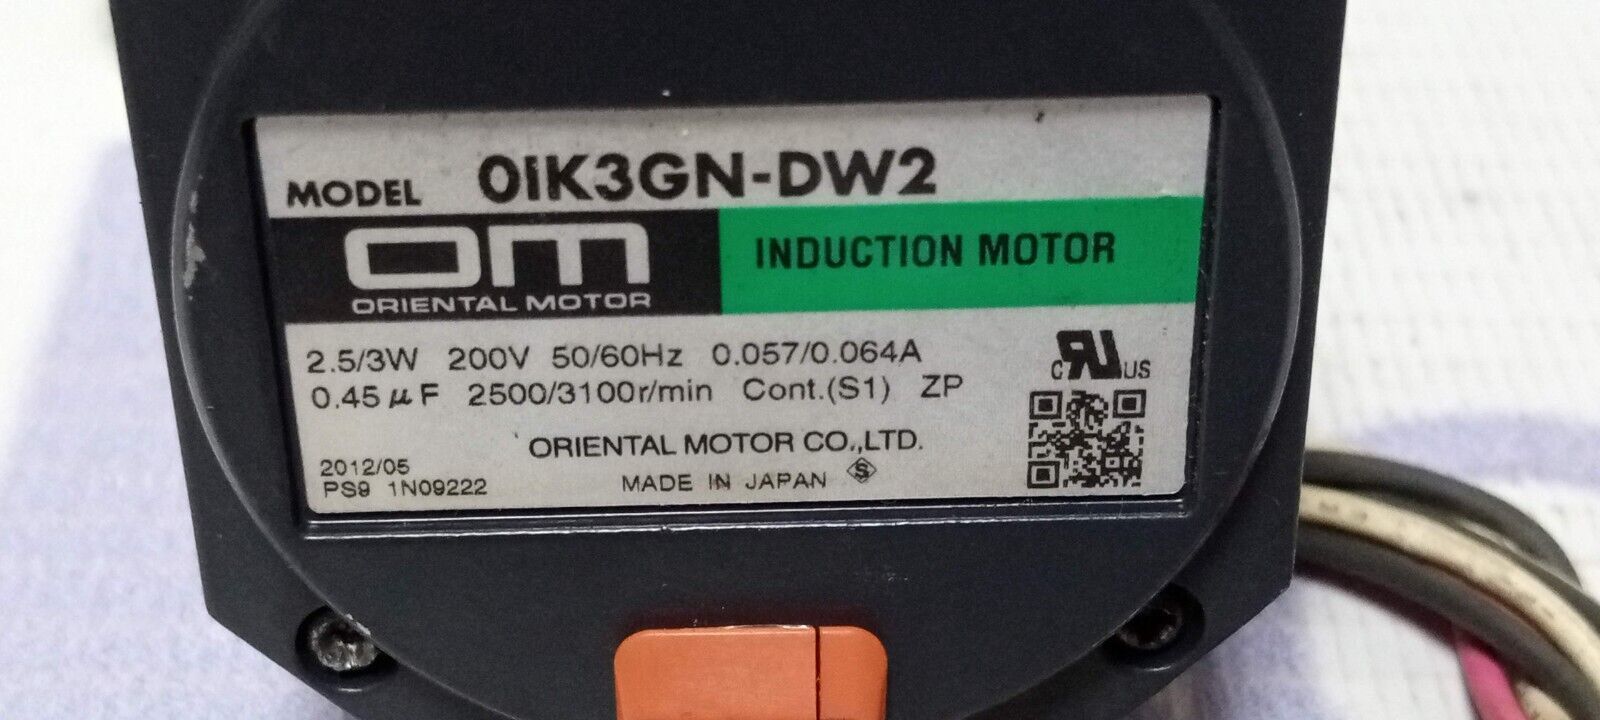 MODEL 0IK3GN-DW2
om
ORIENTAL MOTOR
INDUCTION MOTOR
2.5/3W 200V 50/60Hz 0.057/0.064A
0.45μF 2500/3100r/min Cont.(S1) ZP
c RU US
ORIENTAL MOTOR CO.,LTD.
2012/05
PS9 1N09222
MADE IN JAPAN S